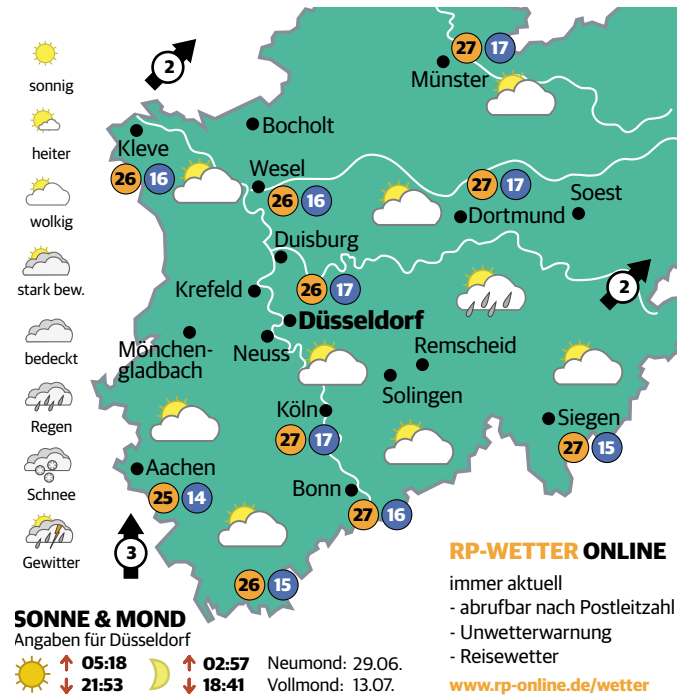 sonnig
heiter
wolkig
stark bew.
bedeckt
Regen
Schnee
Gewitter
2
27 17
Münster
Bocholt
Kleve
26 16
Wesel
26 16
27 17
Dortmund
Soest
Duisburg
26 17
2
Krefeld
Düsseldorf
Mönchen-
gladbach
Neuss
Remscheid
Solingen
Köln
27 17
Siegen
27 15
Aachen
25 14
Bonn
27 16
3
26 15
RP-WETTER ONLINE
immer aktuell
- abrufbar nach Postleitzahl
- Unwetterwarnung
- Reisewetter
www.rp-online.de/wetter
SONNE & MOND
Angaben für Düsseldorf
↑ 05:18
↓ 21:53
↑ 02:57
↓ 18:41
Neumond: 29.06.
Vollmond: 13.07.